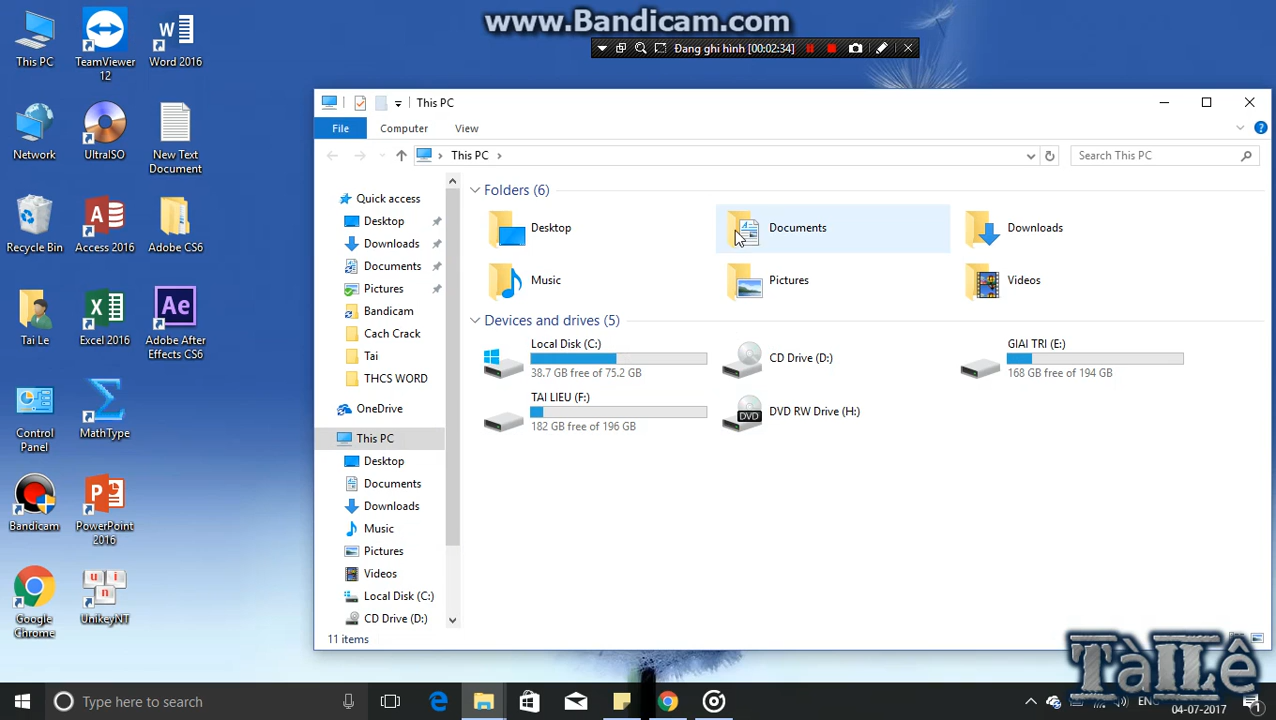 www.Bandicam.com
Đang ghi hình [00:02:34]
This PC
TeamViewer 12
Word 2016
Network
UltraISO
New Text Document
Recycle Bin
Access 2016
Adobe CS6
Tai Le
Excel 2016
Adobe After Effects CS6
Control Panel
MathType
Bandicam
PowerPoint 2016
Google Chrome
UnikeyNT
This PC
File
Computer
View
This PC
Search This PC
Quick access
Desktop
Downloads
Documents
Pictures
Bandicam
Cach Crack
Tai
THCS WORD
OneDrive
This PC
Desktop
Documents
Downloads
Music
Pictures
Videos
Local Disk (C:)
CD Drive (D:)
Folders (6)
Desktop
Documents
Downloads
Music
Pictures
Videos
Devices and drives (5)
Local Disk (C:)
38.7 GB free of 75.2 GB
CD Drive (D:)
GIAI TRI (E:)
168 GB free of 194 GB
TAI LIEU (F:)
182 GB free of 196 GB
DVD RW Drive (H:)
11 items
TàiLê
Type here to search
ENG
04-07-2017